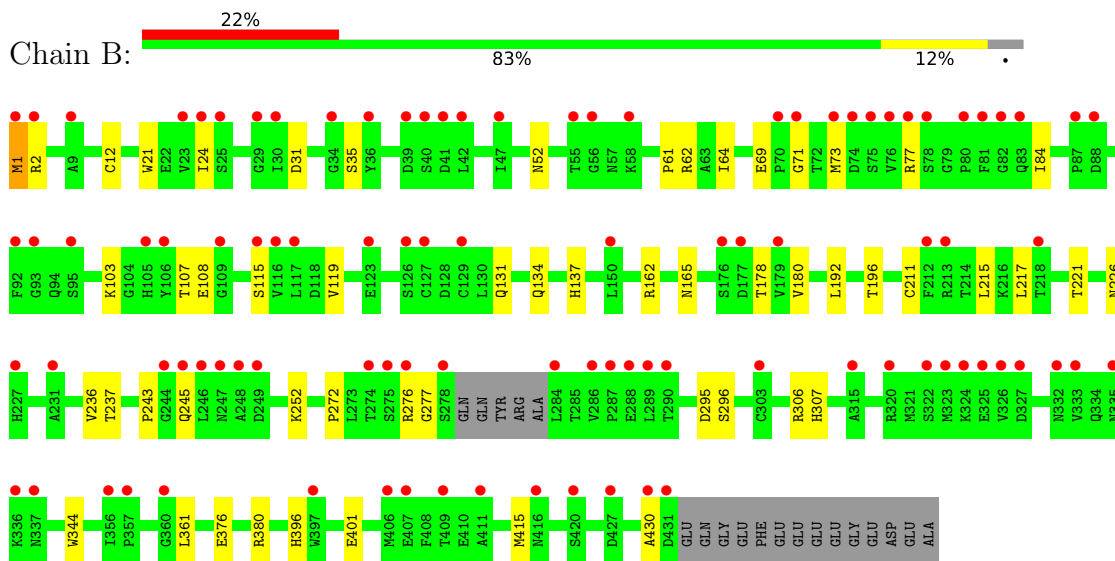 22%
Chain B:
83% 12% •
M1 R2 A9 C12 W21 E22 V23 I24 S25 G29 I30 D31 G34 S35 Y36 D39 S40 D41 L42 I47 N52 T55 G56 N57 K58 P61 R62 A63 I64 E69 P70 G71 T72 M73 D74 S75 V76 R77 S78 G79 P80 F81 G82 Q83 I84 P87 D88
F92 G93 Q94 S95 K103 G104 H105 Y106 T107 E108 G109 S115 V116 L117 D118 V119 E123 S126 C127 D128 C129 L130 Q131 Q134 H137 L150 R162 N165 S176 D177 T178 V179 V180 L192 T196 C211 F212 R213 T214 L215 K216 L217 T218 T221 N226
H227 A231 V236 T237 P243 G244 Q245 L246 N247 A248 D249 K252 P272 L273 T274 S275 R276 G277 S278 GLN GLN TYR ARG ALA L284 T285 V286 P287 E288 L289 T290 D295 S296 C303 R306 H307 A315 R320 M321 S322 M323 K324 E325 V326 D327 N332 V333 Q334 N335
K336 N337 W344 I356 P357 G360 L361 E376 R380 H396 W397 E401 M406 E407 F408 T409 E410 A411 M415 N416 S420 D427 A430 D431 GLU GLN GLY GLU GLU PHE GLU GLU GLU GLU GLU GLY GLU ASP GLU ALA